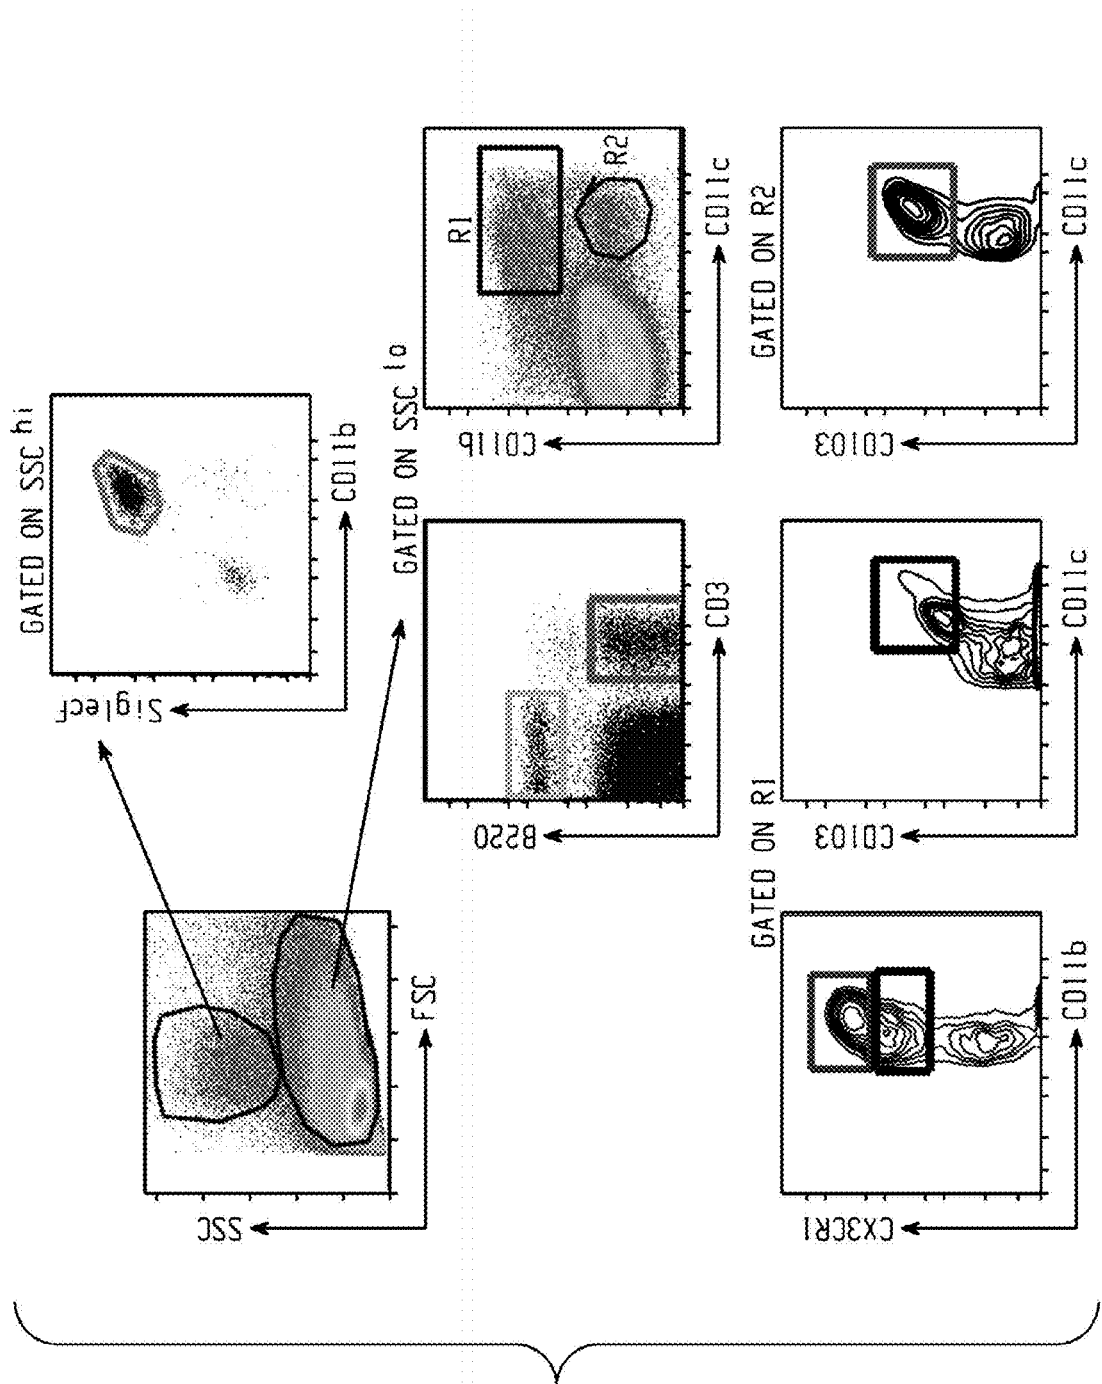 GATED ON SSC hi
SiglecF
CD11b
SSC
FSC
GATED ON SSC lo
B220
CD3
CD11b
CD11c
R1
R2
GATED ON R1
CX3CR1
CD11b
CD103
CD11c
GATED ON R2
CD103
CD11c